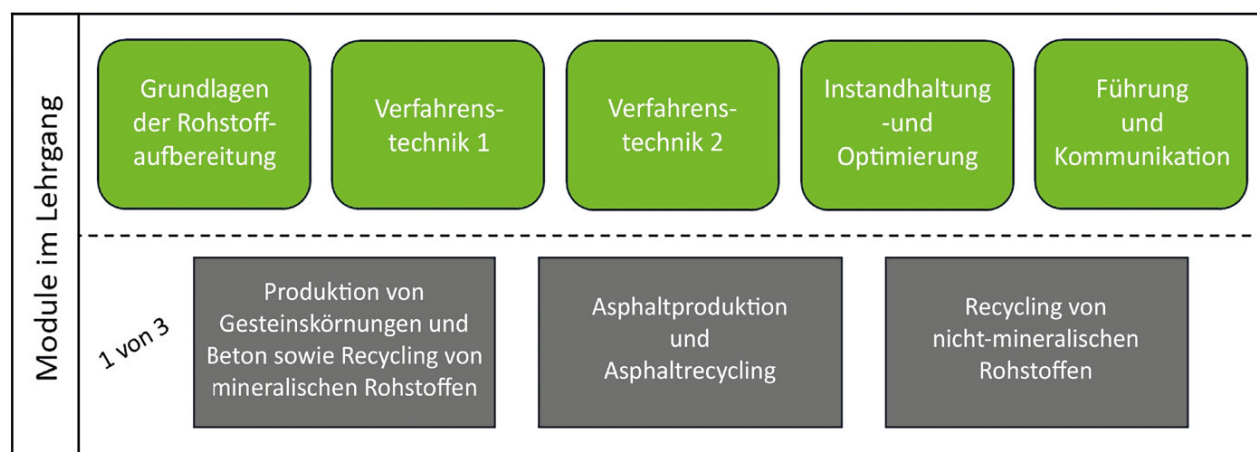 Module im Lehrgang
Grundlagen
der Rohstoff-
aufbereitung
Verfahrens-
technik 1
Verfahrens-
technik 2
Instandhaltung
-und
Optimierung
Führung
und
Kommunikation
1 von 3
Produktion von
Gesteinskörnungen und
Beton sowie Recycling von
mineralischen Rohstoffen
Asphaltproduktion
und
Asphaltrecycling
Recycling von
nicht-mineralischen
Rohstoffen